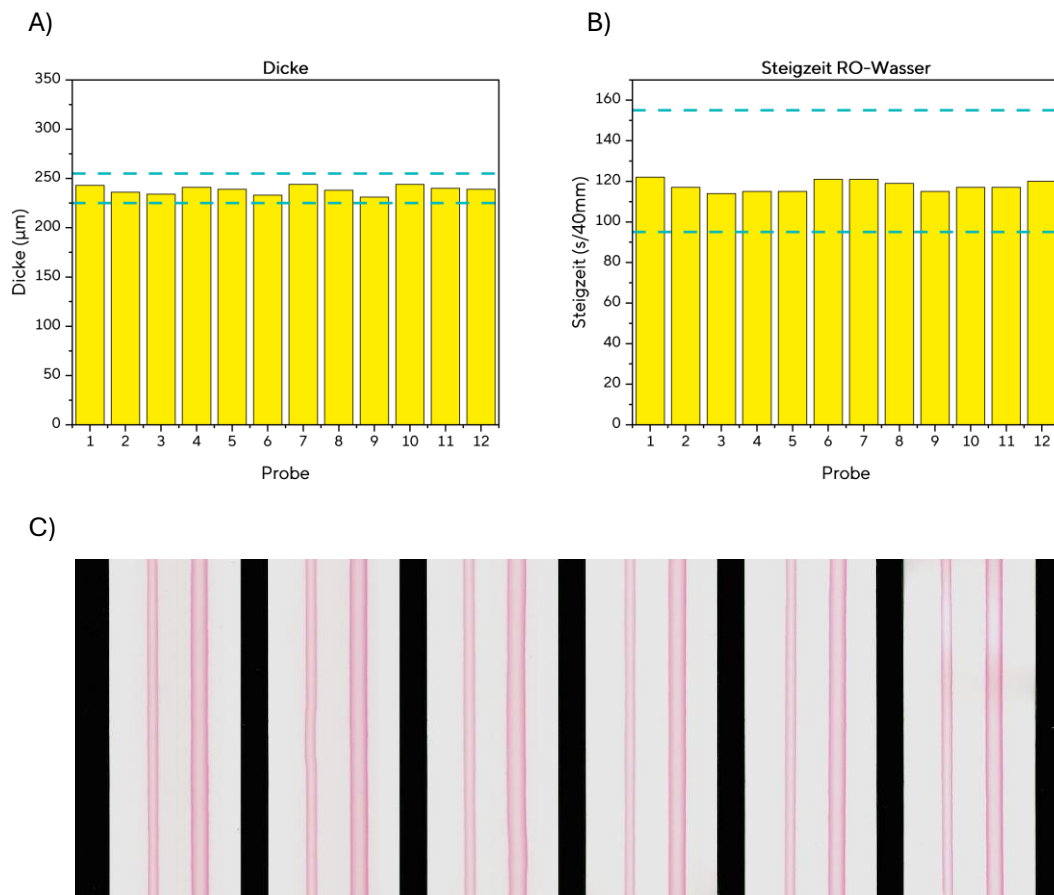 A)
B)
Dicke
Steigzeit RO-Wasser
350
300
250
200
150
100
50
0
Dicke (µm)
1 2 3 4 5 6 7 8 9 10 11 12
Probe
160
140
120
100
80
60
40
20
0
Steigzeit (s/40mm)
1 2 3 4 5 6 7 8 9 10 11 12
Probe
C)